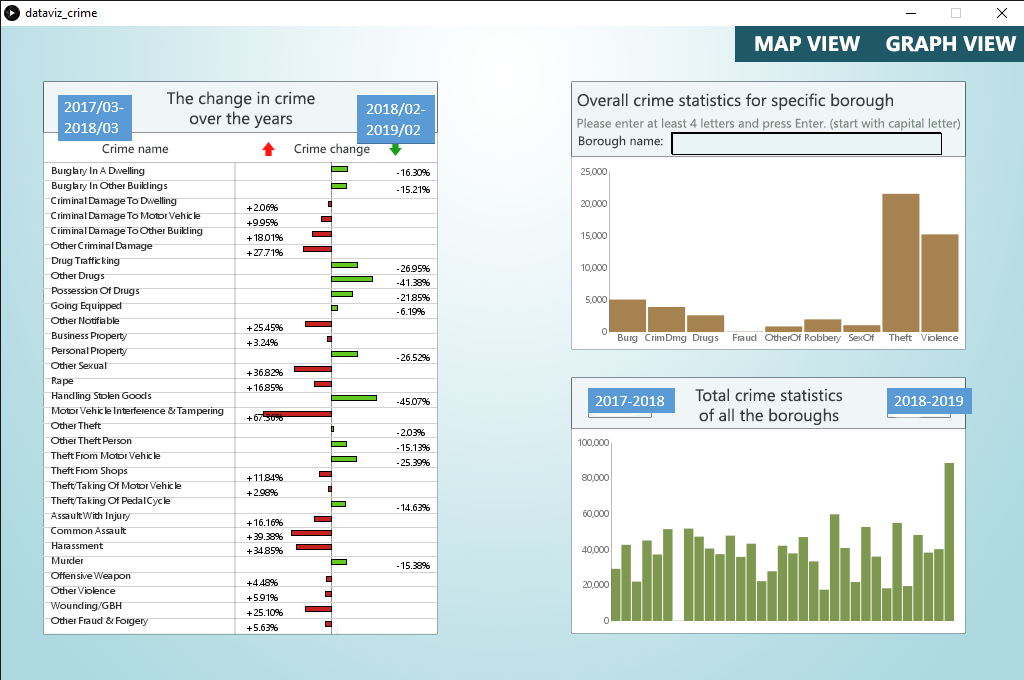 dataviz_crime
MAP VIEW GRAPH VIEW
2017/03-
2018/03
The change in crime
over the years
2018/02-
2019/02
Crime name Crime change
Burglary In A Dwelling -16.30%
Burglary In Other Buildings -15.21%
Criminal Damage To Dwelling +2.06%
Criminal Damage To Motor Vehicle +9.95%
Criminal Damage To Other Building +18.01%
Other Criminal Damage +27.71%
Drug Trafficking -26.95%
Other Drugs -41.38%
Possession Of Drugs -21.85%
Going Equipped -6.19%
Other Notifiable +25.45%
Business Property +3.24%
Personal Property -26.52%
Other Sexual +36.82%
Rape +16.85%
Handling Stolen Goods -45.07%
Motor Vehicle Interference & Tampering +67.36%
Other Theft -2.03%
Other Theft Person -15.13%
Theft From Motor Vehicle -25.39%
Theft From Shops +11.84%
Theft/Taking Of Motor Vehicle +2.98%
Theft/Taking Of Pedal Cycle -14.63%
Assault With Injury +16.16%
Common Assault +39.38%
Harassment +34.85%
Murder -15.38%
Offensive Weapon +4.48%
Other Violence +5.91%
Wounding/GBH +25.10%
Other Fraud & Forgery +5.63%
Overall crime statistics for specific borough
Please enter at least 4 letters and press Enter. (start with capital letter)
Borough name:
25,000
20,000
15,000
10,000
5,000
0
Burg CrimDmg Drugs Fraud OtherOf Robbery SexOf Theft Violence
2017-2018
Total crime statistics
of all the boroughs
2018-2019
100,000
80,000
60,000
40,000
20,000
0